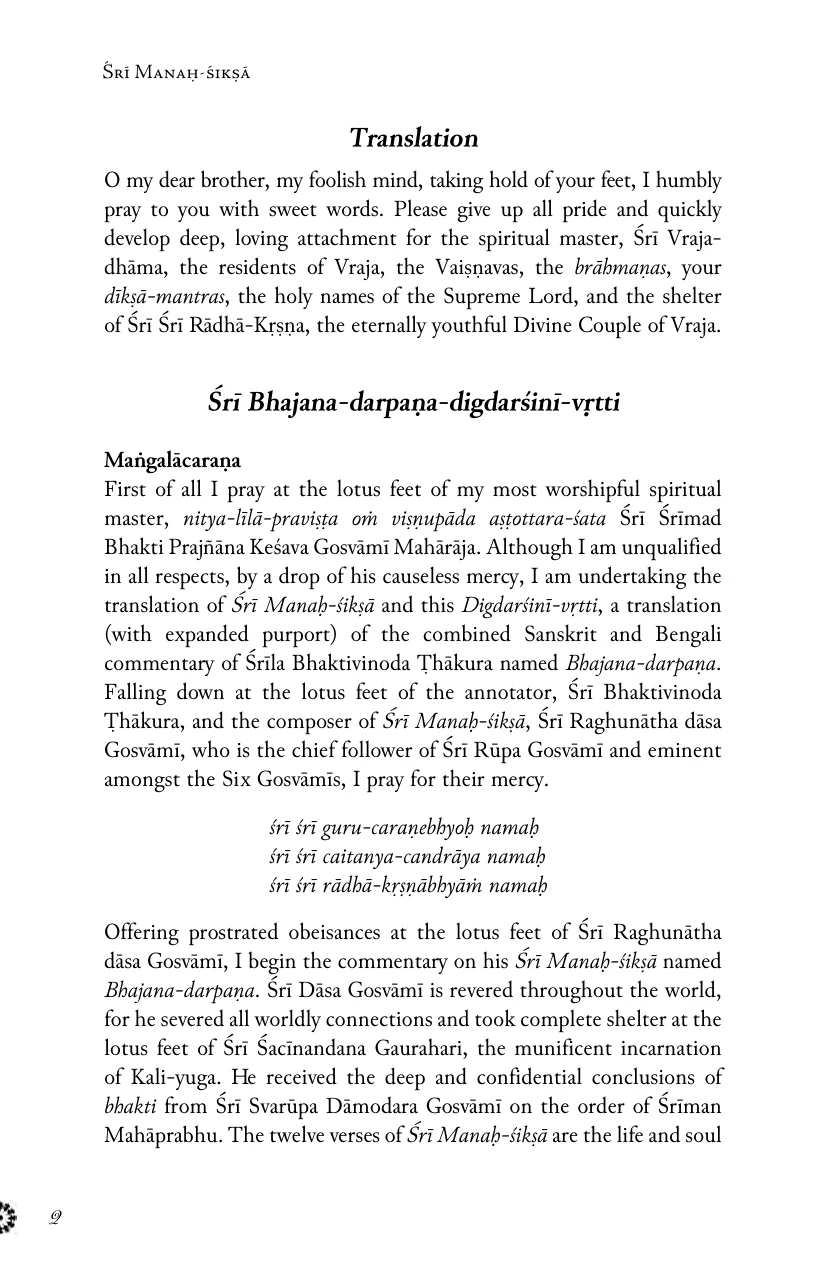 Śrī Manaḥ-śikṣā
Translation
O my dear brother, my foolish mind, taking hold of your feet, I humbly
pray to you with sweet words. Please give up all pride and quickly
develop deep, loving attachment for the spiritual master, Śrī Vraja-
dhāma, the residents of Vraja, the Vaiṣṇavas, the brāhmaṇas, your
dīkṣā-mantras, the holy names of the Supreme Lord, and the shelter
of Śrī Śrī Rādhā-Kṛṣṇa, the eternally youthful Divine Couple of Vraja.
Śrī Bhajana-darpaṇa-digdarśinī-vṛtti
Maṅgalācaraṇa
First of all I pray at the lotus feet of my most worshipful spiritual
master, nitya-līlā-praviṣṭa oṁ viṣṇupāda aṣṭottara-śata Śrī Śrīmad
Bhakti Prajñāna Keśava Gosvāmī Mahārāja. Although I am unqualified
in all respects, by a drop of his causeless mercy, I am undertaking the
translation of Śrī Manaḥ-śikṣā and this Digdarśinī-vṛtti, a translation
(with expanded purport) of the combined Sanskrit and Bengali
commentary of Śrīla Bhaktivinoda Ṭhākura named Bhajana-darpaṇa.
Falling down at the lotus feet of the annotator, Śrī Bhaktivinoda
Ṭhākura, and the composer of Śrī Manaḥ-śikṣā, Śrī Raghunātha dāsa
Gosvāmī, who is the chief follower of Śrī Rūpa Gosvāmī and eminent
amongst the Six Gosvāmīs, I pray for their mercy.
śrī śrī guru-caraṇebhyoḥ namaḥ
śrī śrī caitanya-candrāya namaḥ
śrī śrī rādhā-kṛṣṇābhyāṁ namaḥ
Offering prostrated obeisances at the lotus feet of Śrī Raghunātha
dāsa Gosvāmī, I begin the commentary on his Śrī Manaḥ-śikṣā named
Bhajana-darpaṇa. Śrī Dāsa Gosvāmī is revered throughout the world,
for he severed all worldly connections and took complete shelter at the
lotus feet of Śrī Śacīnandana Gaurahari, the munificent incarnation
of Kali-yuga. He received the deep and confidential conclusions of
bhakti from Śrī Svarūpa Dāmodara Gosvāmī on the order of Śrīman
Mahāprabhu. The twelve verses of Śrī Manaḥ-śikṣā are the life and soul
2